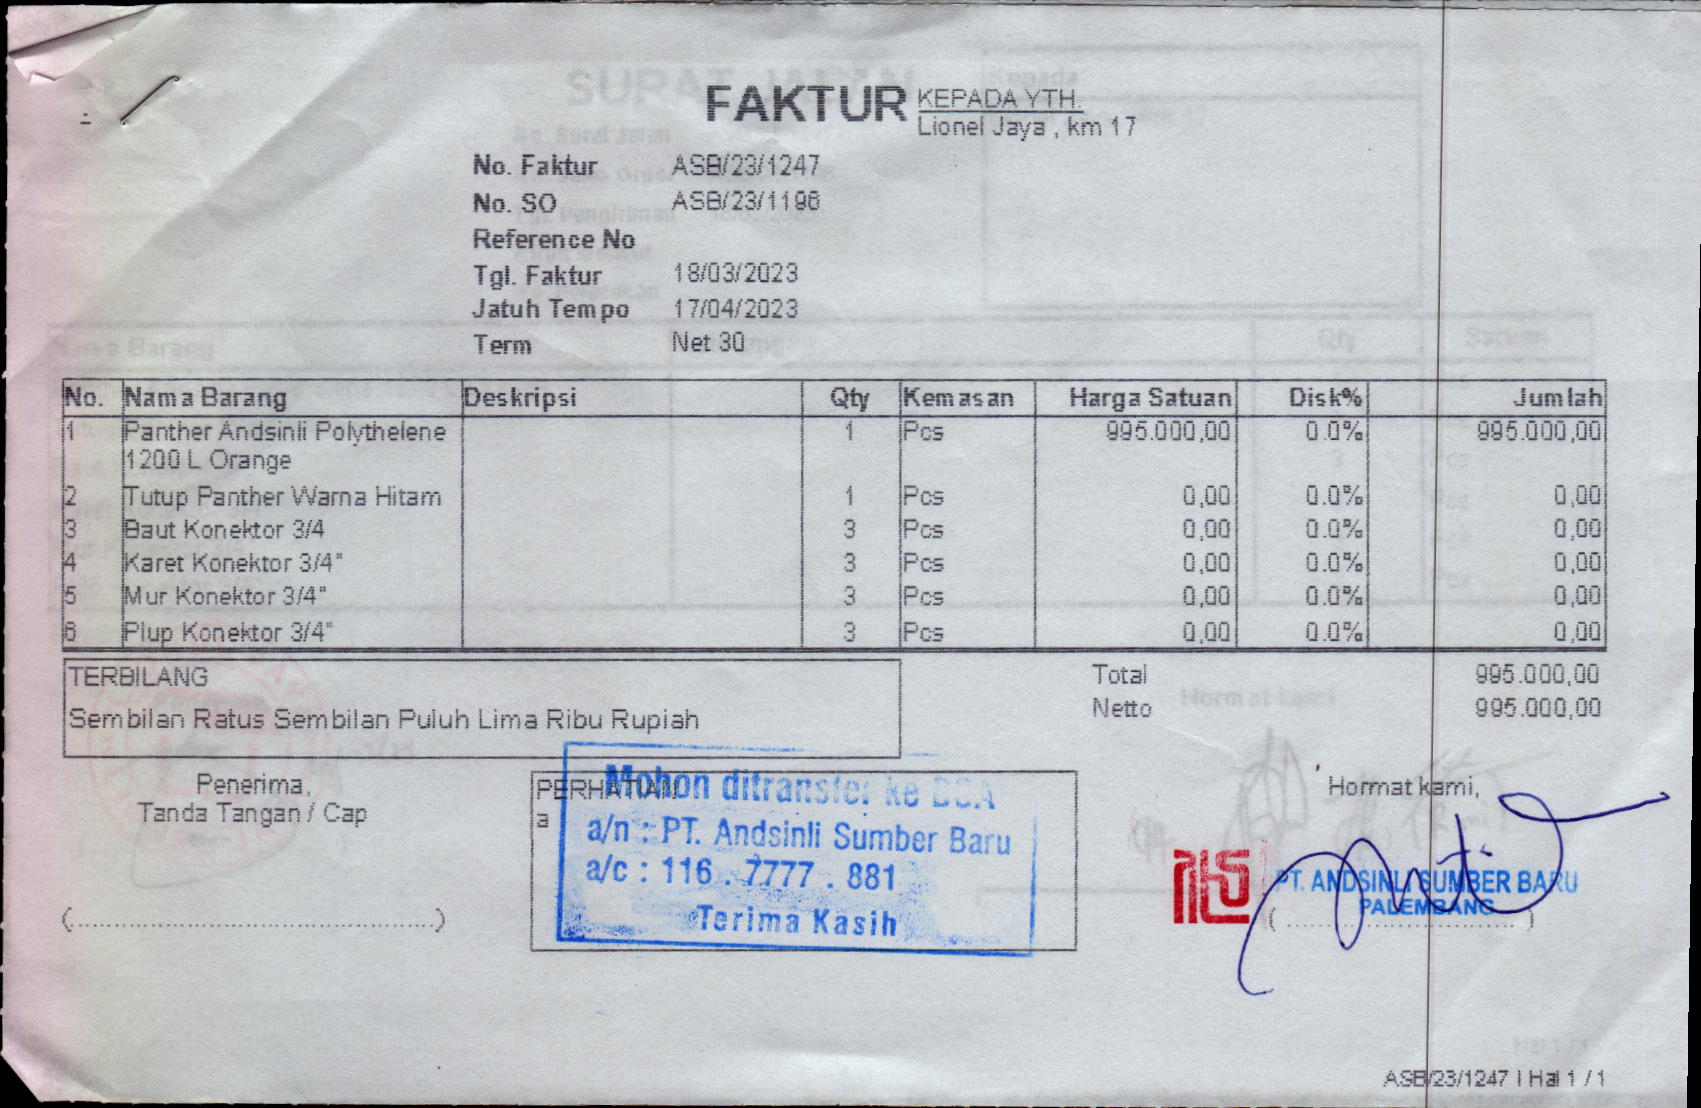 FAKTUR
KEPADA YTH.
Lionel Jaya , km 17
No. Faktur ASB/23/1247
No. SO ASB/23/1198
Reference No
Tgl. Faktur 18/03/2023
Jatuh Tempo 17/04/2023
Term Net 30
No. Nama Barang Deskripsi Qty Kemasan Harga Satuan Disk% Jumlah
1 Panther Andsinli Polythelene 1 Pcs 995.000,00 0.0% 995.000,00
1200 L Orange
2 Tutup Panther Warna Hitam 1 Pcs 0,00 0.0% 0,00
3 Baut Konektor 3/4 3 Pcs 0,00 0.0% 0,00
4 Karet Konektor 3/4" 3 Pcs 0,00 0.0% 0,00
5 Mur Konektor 3/4" 3 Pcs 0,00 0.0% 0,00
6 Plup Konektor 3/4" 3 Pcs 0,00 0.0% 0,00
TERBILANG
Sembilan Ratus Sembilan Puluh Lima Ribu Rupiah
Total 995.000,00
Netto 995.000,00
Penerima,
Tanda Tangan / Cap
(........................................)
PERHATIAN
a
Mohon ditransfer ke BCA
a/n : PT. Andsinli Sumber Baru
a/c : 116 . 7777 . 881
Terima Kasih
Hormat kami,
PT. ANDSINLI SUMBER BARU
PALEMBANG
(..............................)
ASB/23/1247 | Hal 1 / 1